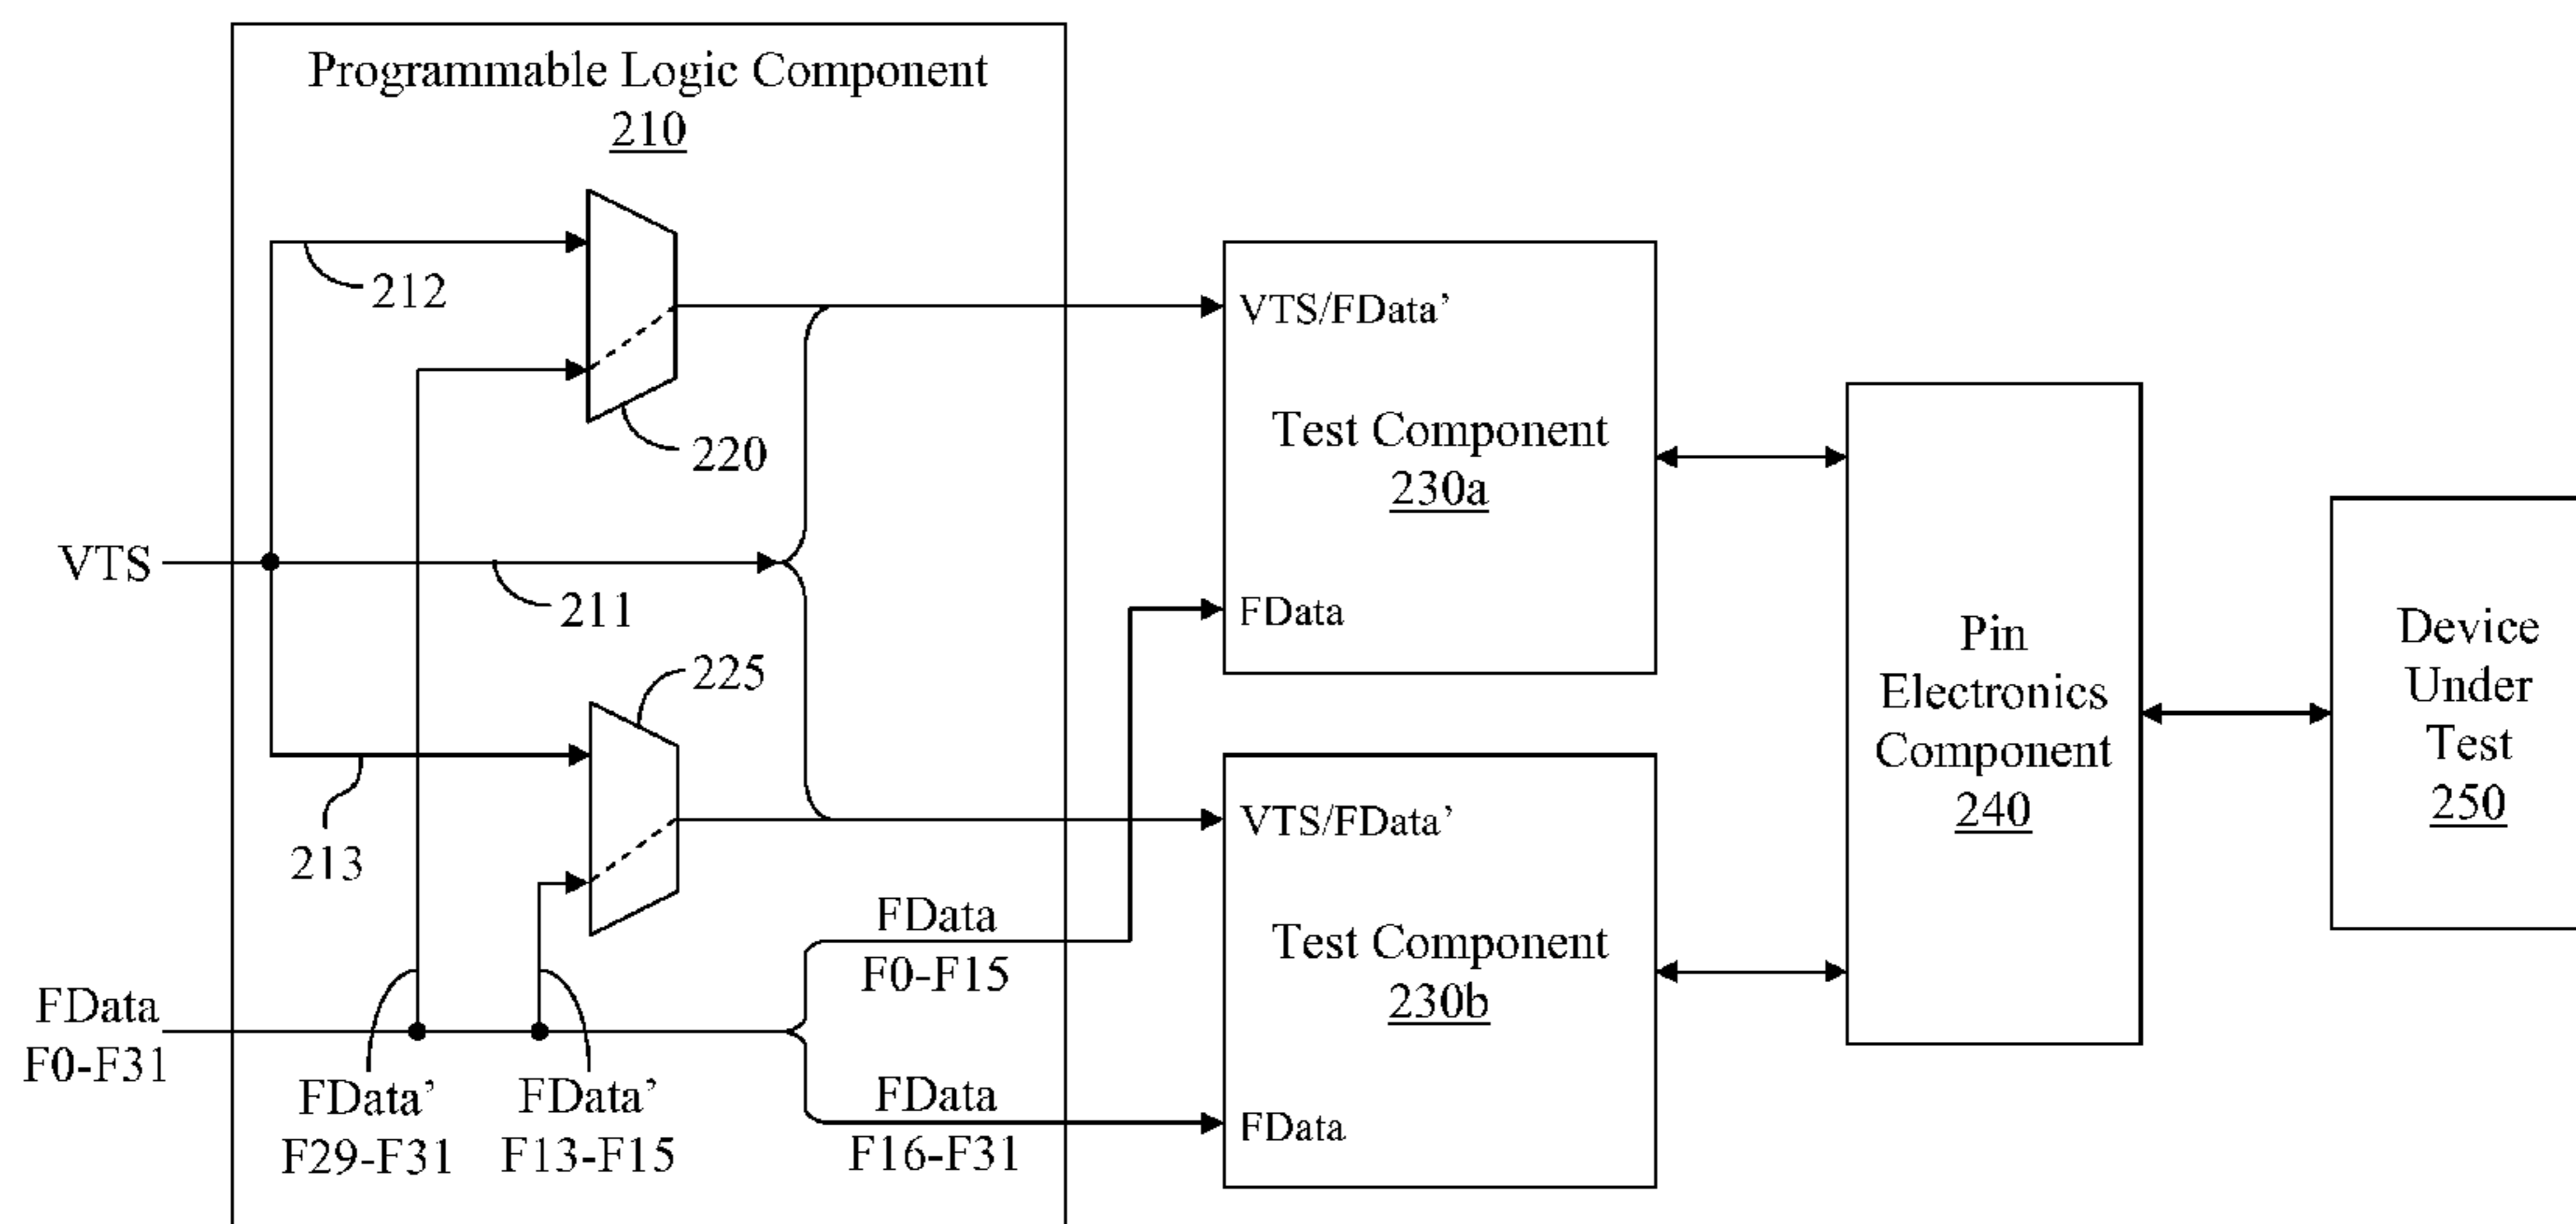 Programmable Logic Component
210
212
220
VTS
211
225
213
FData
F0-F31
FData’
F29-F31
FData’
F13-F15
FData
F0-F15
FData
F16-F31
VTS/FData’
Test Component
230a
FData
VTS/FData’
Test Component
230b
FData
Pin
Electronics
Component
240
Device
Under
Test
250